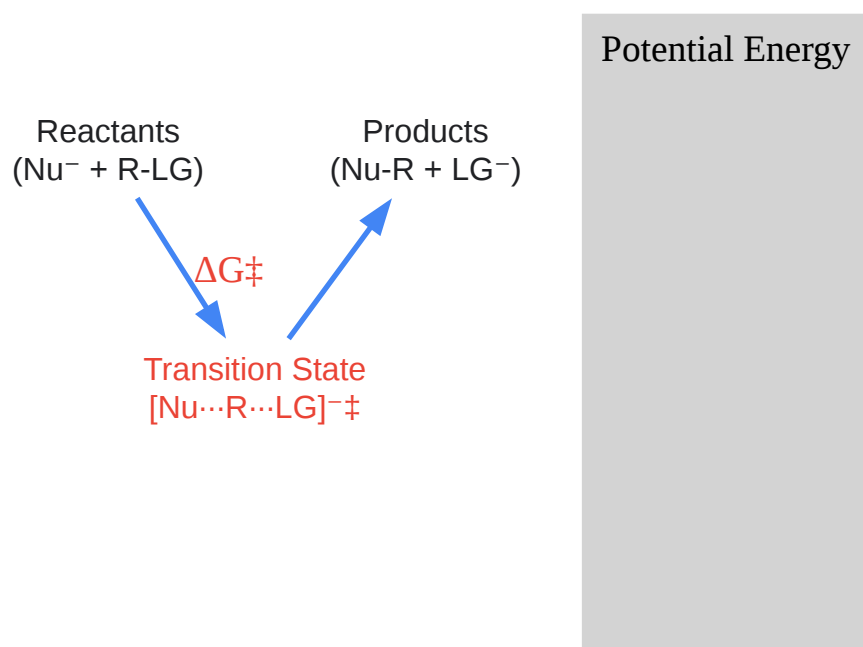 Potential Energy
Reactants
(Nu⁻ + R-LG)
Products
(Nu-R + LG⁻)
ΔG‡
Transition State
[Nu···R···LG]⁻‡